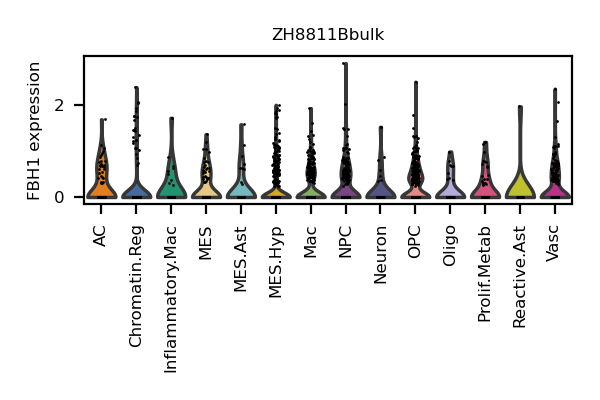 ZH8811Bbulk
FBH1 expression
2
0
AC
Chromatin.Reg
Inflammatory.Mac
MES
MES.Ast
MES.Hyp
Mac
NPC
Neuron
OPC
Oligo
Prolif.Metab
Reactive.Ast
Vasc